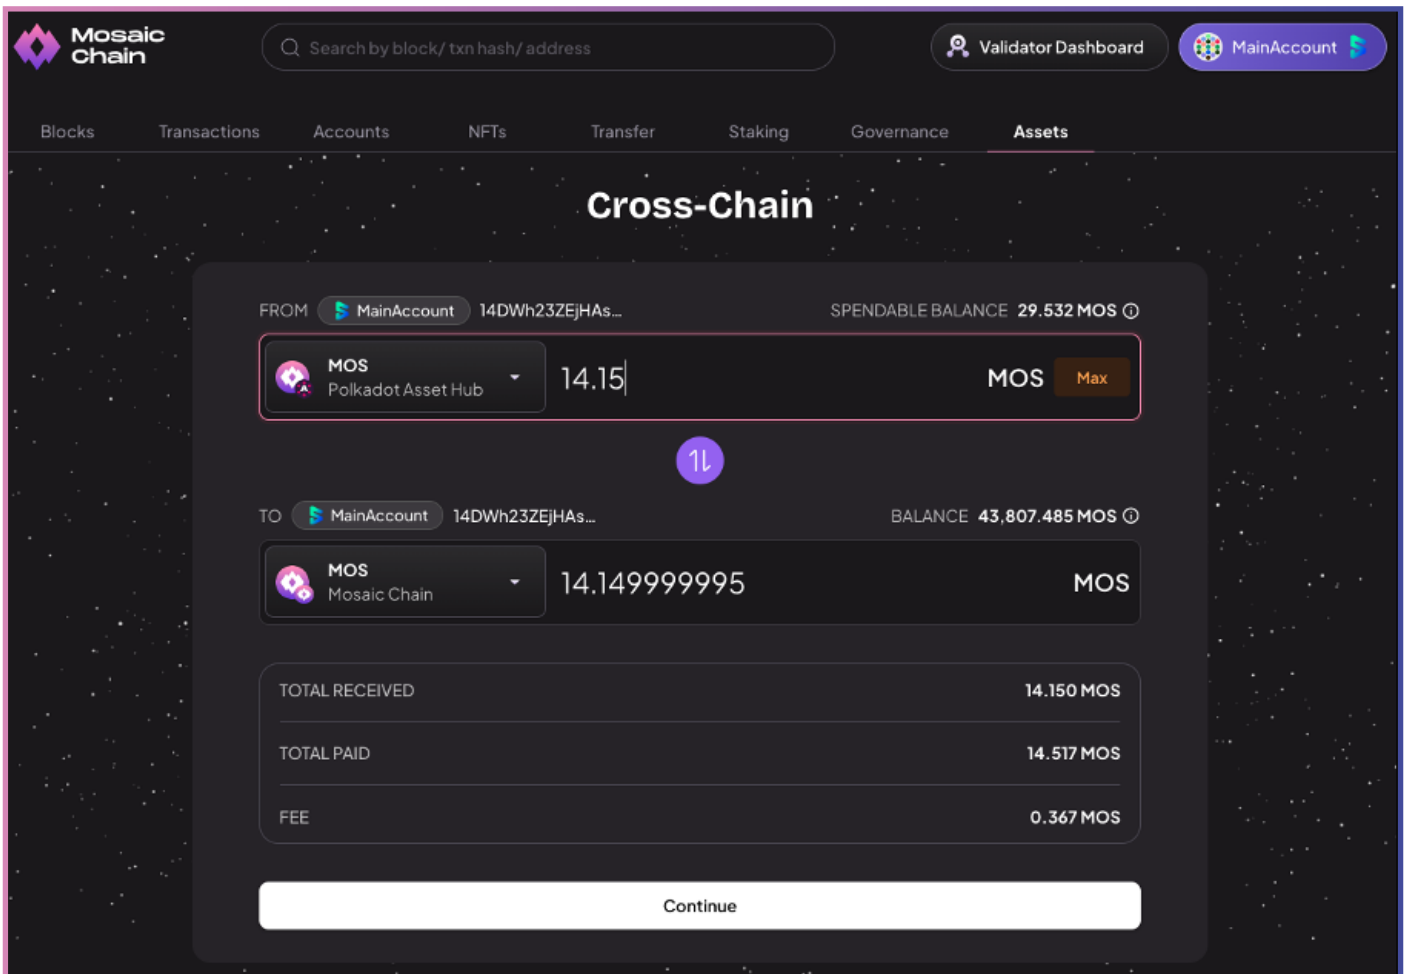 Mosaic
Chain
Search by block/ txn hash/ address
Validator Dashboard
MainAccount
Blocks
Transactions
Accounts
NFTs
Transfer
Staking
Governance
Assets
Cross-Chain
FROM MainAccount 14DWh23ZEjHAs... SPENDABLE BALANCE 29.532 MOS
MOS
Polkadot Asset Hub
14.15
MOS
Max
TO MainAccount 14DWh23ZEjHAs... BALANCE 43,807.485 MOS
MOS
Mosaic Chain
14.149999995
MOS
TOTAL RECEIVED 14.150 MOS
TOTAL PAID 14.517 MOS
FEE 0.367 MOS
Continue